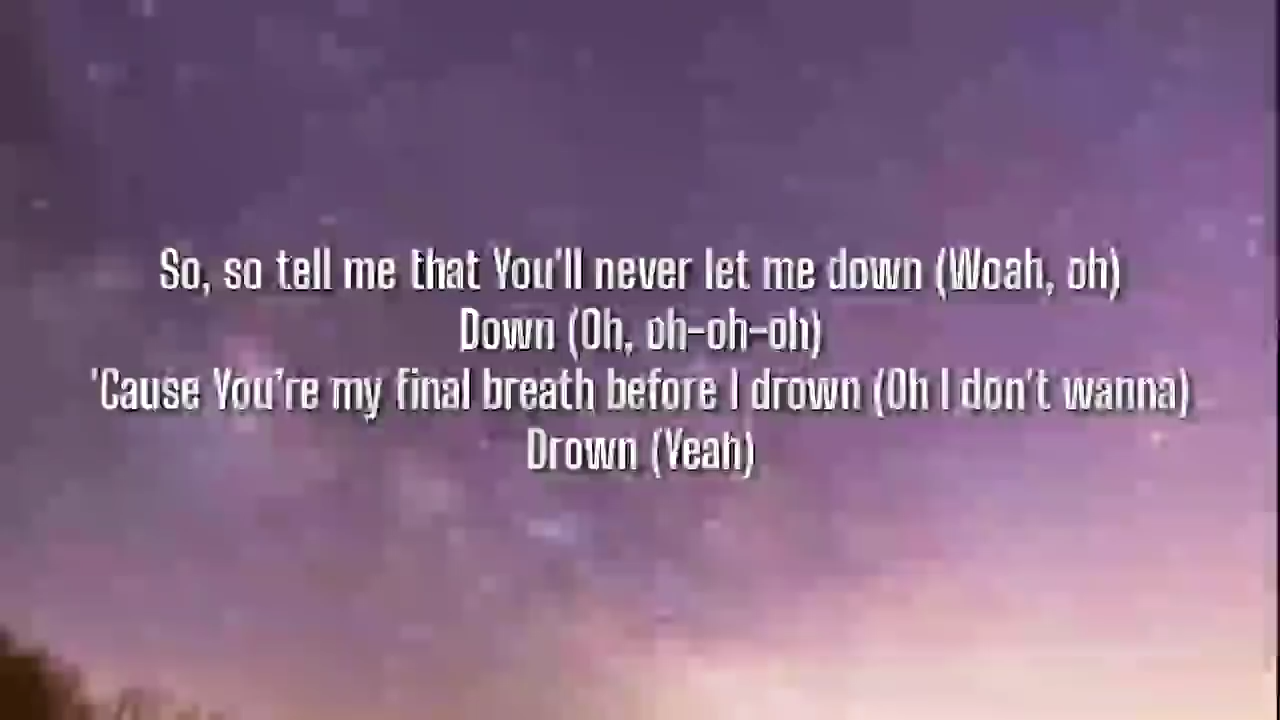 So, so tell me that You'll never let me down (Woah, oh)
Down (Oh, oh-oh-oh)
'Cause You're my final breath before I drown (Oh I don't wanna)
Drown (Yeah)